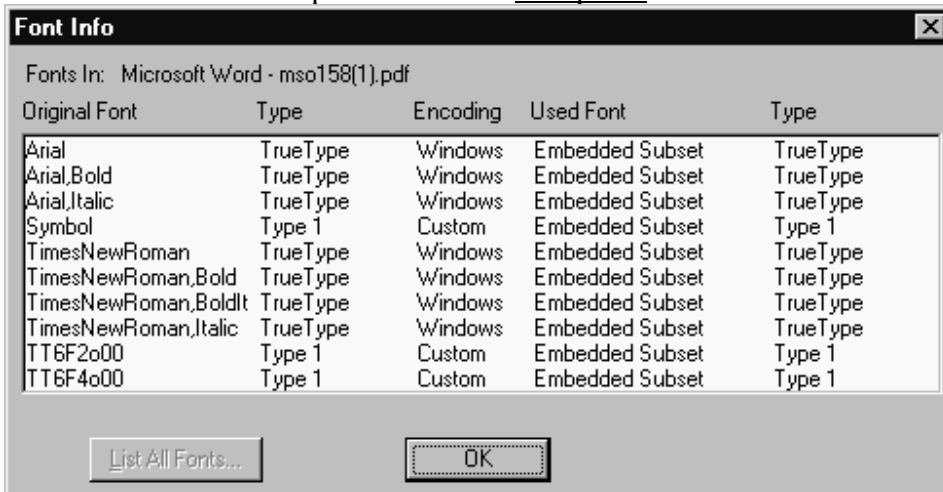 Font Info
Fonts In: Microsoft Word - mso158(1).pdf
Original Font Type Encoding Used Font Type
Arial TrueType Windows Embedded Subset TrueType
Arial,Bold TrueType Windows Embedded Subset TrueType
Arial,Italic TrueType Windows Embedded Subset TrueType
Symbol Type 1 Custom Embedded Subset Type 1
TimesNewRoman TrueType Windows Embedded Subset TrueType
TimesNewRoman,Bold TrueType Windows Embedded Subset TrueType
TimesNewRoman,BoldIt TrueType Windows Embedded Subset TrueType
TimesNewRoman,Italic TrueType Windows Embedded Subset TrueType
TT6F2o00 Type 1 Custom Embedded Subset Type 1
TT6F4o00 Type 1 Custom Embedded Subset Type 1
List All Fonts... OK